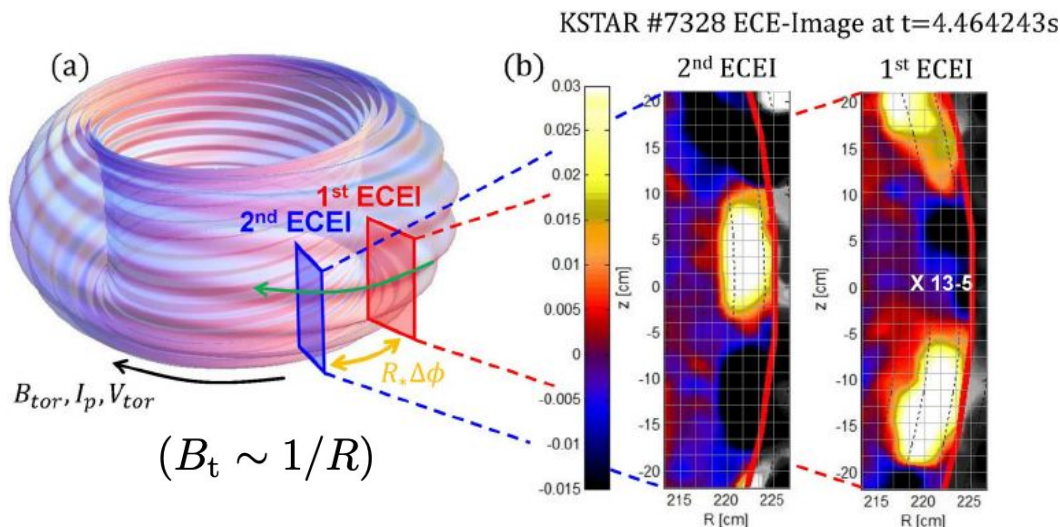 KSTAR #7328 ECE-Image at t=4.464243s
(a)
(b)
2nd ECEI
1st ECEI
1st ECEI
2nd ECEI
R*Δϕ
Btor, Ip, Vtor
(Bt ~ 1/R)
0.03
0.025
0.02
0.015
0.01
0.005
0
-0.005
-0.01
-0.015
z [cm]
20
15
10
5
0
-5
-10
-15
-20
215 220 225
R [cm]
z [cm]
20
15
10
5
0
-5
-10
-15
-20
X 13-5
215 220 225
R [cm]